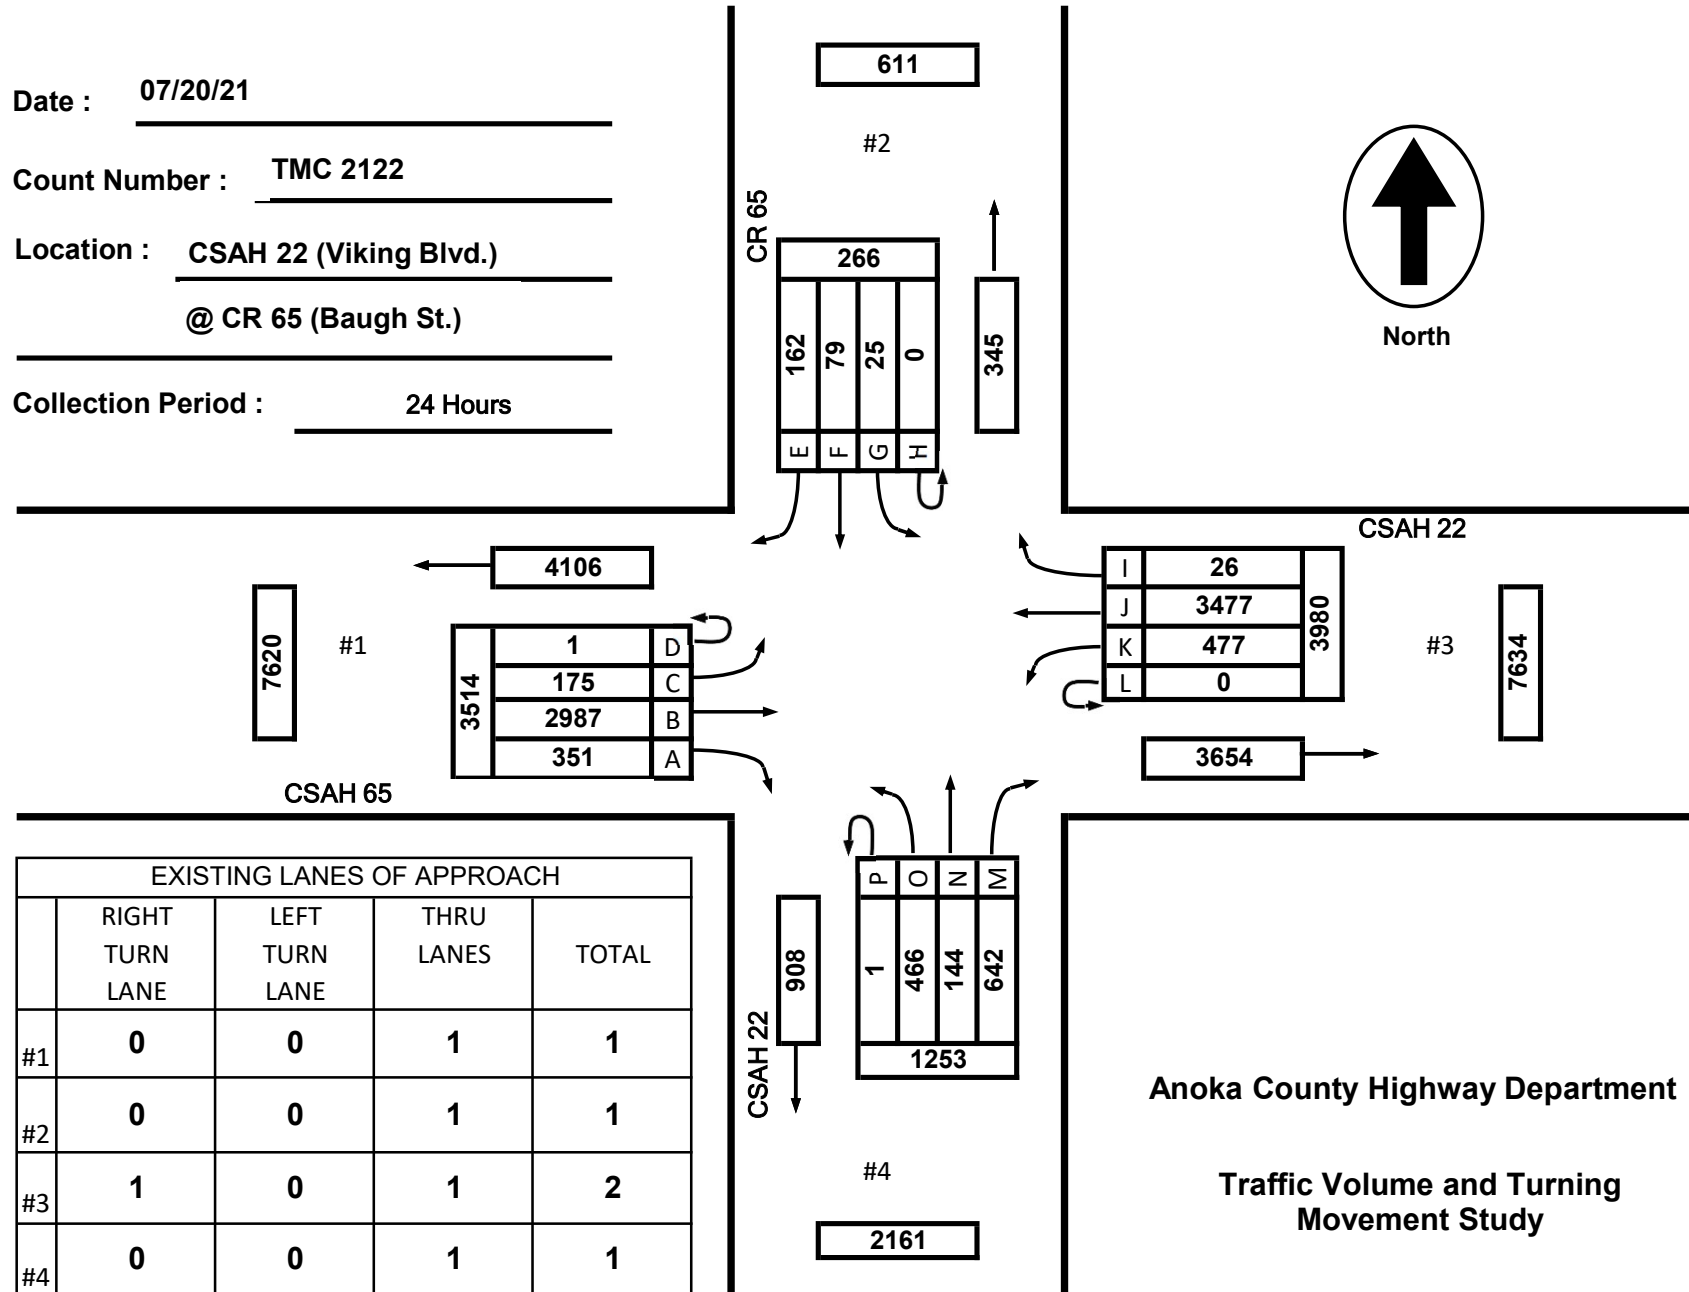 Date : 07/20/21
Count Number : TMC 2122
Location : CSAH 22 (Viking Blvd.)
@ CR 65 (Baugh St.)
Collection Period : 24 Hours
611
#2
CR 65
266
162 79 25 0
E F G H
345
North
CSAH 22
4106
7620
#1
3514
1 D
175 C
2987 B
351 A
CSAH 65
I 26
J 3477
K 477
L 0
3980
#3
7634
3654
P O N M
1 466 144 642
1253
908
CSAH 22
#4
2161
EXISTING LANES OF APPROACH
RIGHT TURN LANE
LEFT TURN LANE
THRU LANES
TOTAL
#1 0 0 1 1
#2 0 0 1 1
#3 1 0 1 2
#4 0 0 1 1
Anoka County Highway Department
Traffic Volume and Turning
Movement Study